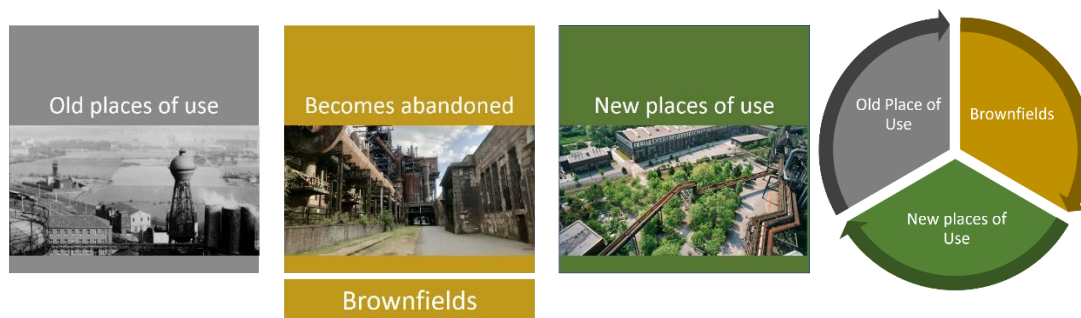 Old places of use
Becomes abandoned
New places of use
Brownfields
Old Place of
Use
Brownfields
New places of
Use